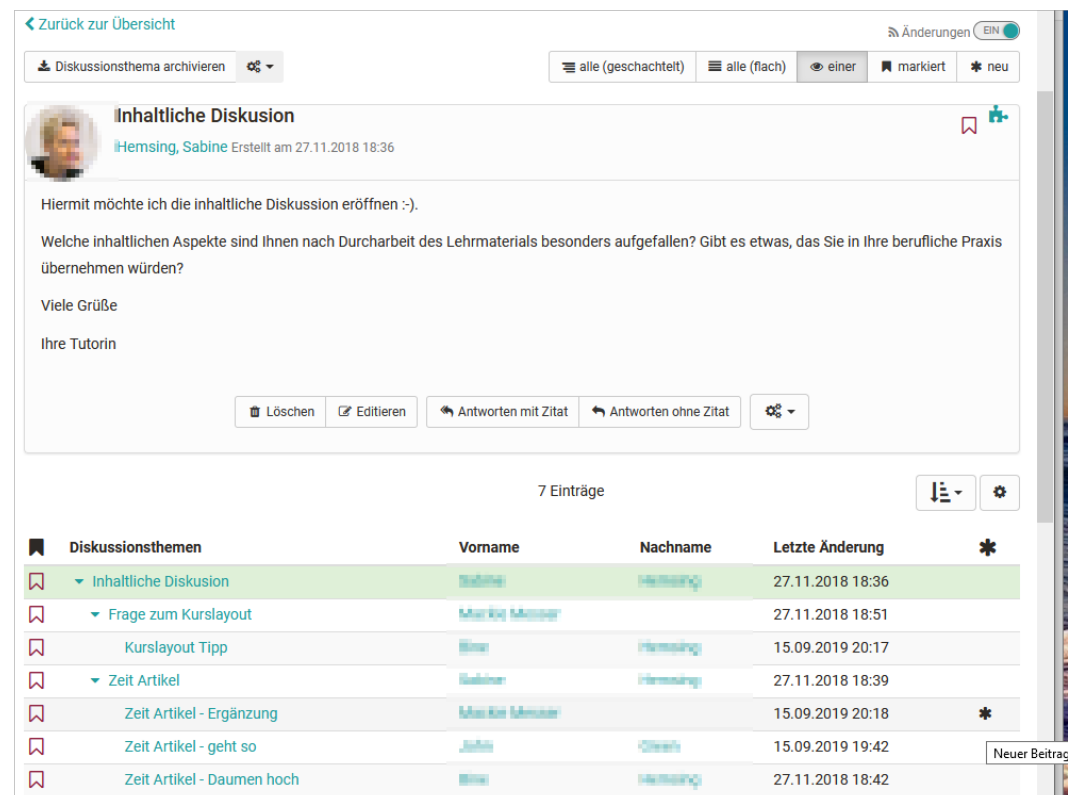 Zurück zur Übersicht
Änderungen EIN
Diskussionsthema archivieren
alle (geschachtelt) alle (flach) einer markiert neu
Inhaltliche Diskusion
Hemsing, Sabine Erstellt am 27.11.2018 18:36
Hiermit möchte ich die inhaltliche Diskussion eröffnen :-).
Welche inhaltlichen Aspekte sind Ihnen nach Durcharbeit des Lehrmaterials besonders aufgefallen? Gibt es etwas, das Sie in Ihre berufliche Praxis
übernehmen würden?
Viele Grüße
Ihre Tutorin
Löschen Editieren Antworten mit Zitat Antworten ohne Zitat
7 Einträge
Diskussionsthemen Vorname Nachname Letzte Änderung
Inhaltliche Diskusion 27.11.2018 18:36
Frage zum Kurslayout 27.11.2018 18:51
Kurslayout Tipp 15.09.2019 20:17
Zeit Artikel 27.11.2018 18:39
Zeit Artikel - Ergänzung 15.09.2019 20:18
Zeit Artikel - geht so 15.09.2019 19:42
Neuer Beitrag
Zeit Artikel - Daumen hoch 27.11.2018 18:42